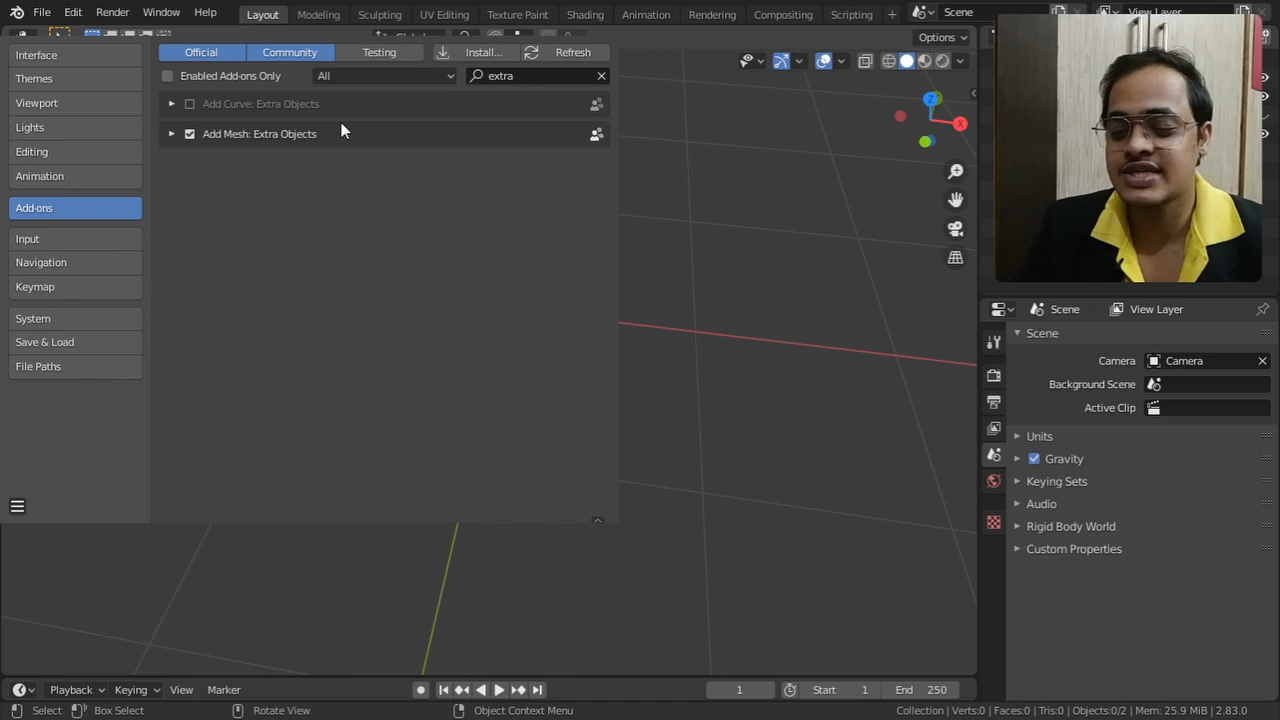 File Edit Render Window Help Layout Modeling Sculpting UV Editing Texture Paint Shading Animation Rendering Compositing Scripting + Scene View Layer
Options
Interface
Themes
Viewport
Lights
Editing
Animation
Add-ons
Input
Navigation
Keymap
System
Save & Load
File Paths
Official Community Testing Install... Refresh
Enabled Add-ons Only All extra
Add Curve: Extra Objects
Add Mesh: Extra Objects
Z
X
Scene View Layer
Scene
Camera Camera
Background Scene
Active Clip
Units
Gravity
Keying Sets
Audio
Rigid Body World
Custom Properties
Playback Keying View Marker 1 Start 1 End 250
Select Box Select Rotate View Object Context Menu Collection | Verts:0 | Faces:0 | Tris:0 | Objects:0/2 | Mem: 25.9 MiB | 2.83.0